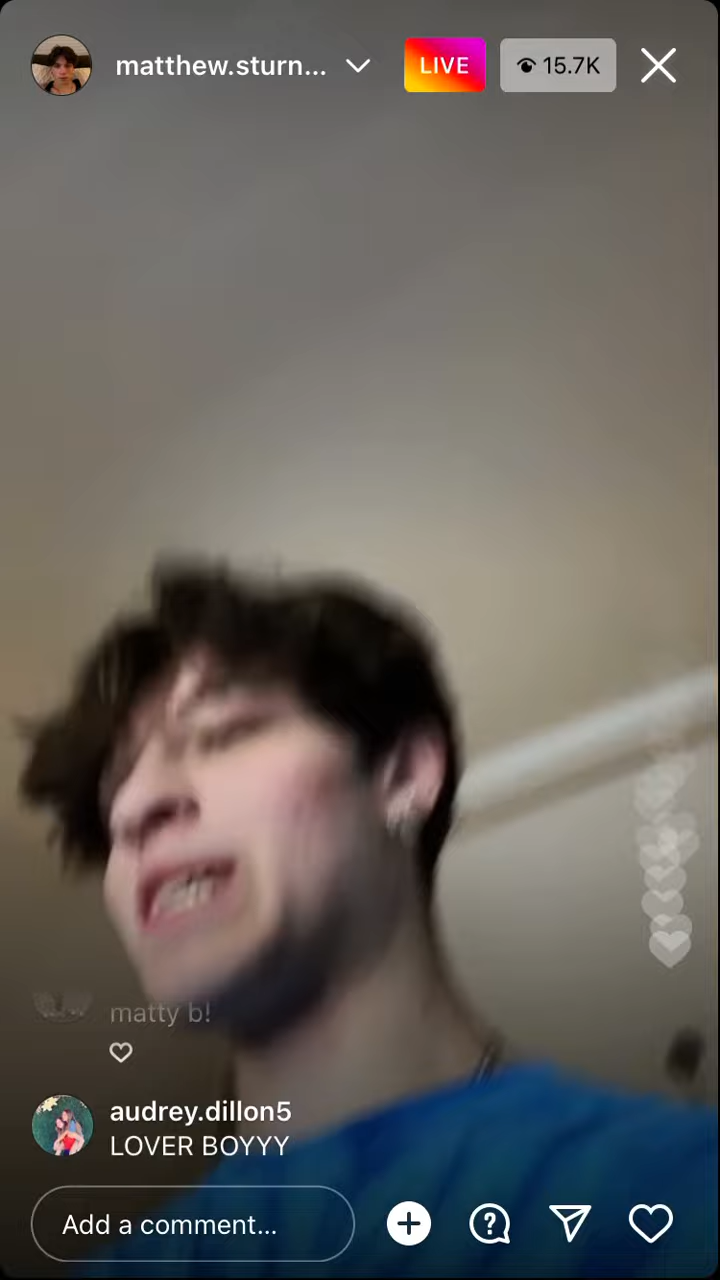 matthew.sturn...
LIVE
15.7K
matty b!
audrey.dillon5
LOVER BOYYY
Add a comment...